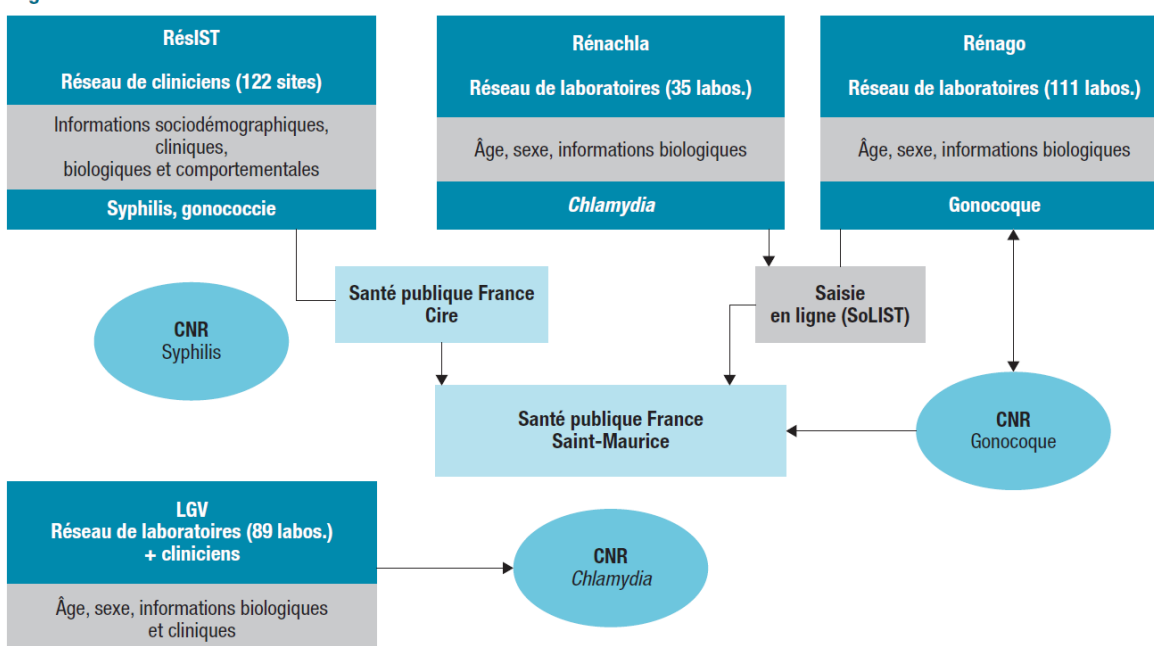 RésIST
Réseau de cliniciens (122 sites)
Informations sociodémographiques,
cliniques,
biologiques et comportementales
Syphilis, gonococcie
Rénachla
Réseau de laboratoires (35 labos.)
Âge, sexe, informations biologiques
Chlamydia
Rénago
Réseau de laboratoires (111 labos.)
Âge, sexe, informations biologiques
Gonocoque
CNR
Syphilis
Santé publique France
Cire
Saisie
en ligne (SoLIST)
Santé publique France
Saint-Maurice
CNR
Gonocoque
LGV
Réseau de laboratoires (89 labos.)
+ cliniciens
Âge, sexe, informations biologiques
et cliniques
CNR
Chlamydia